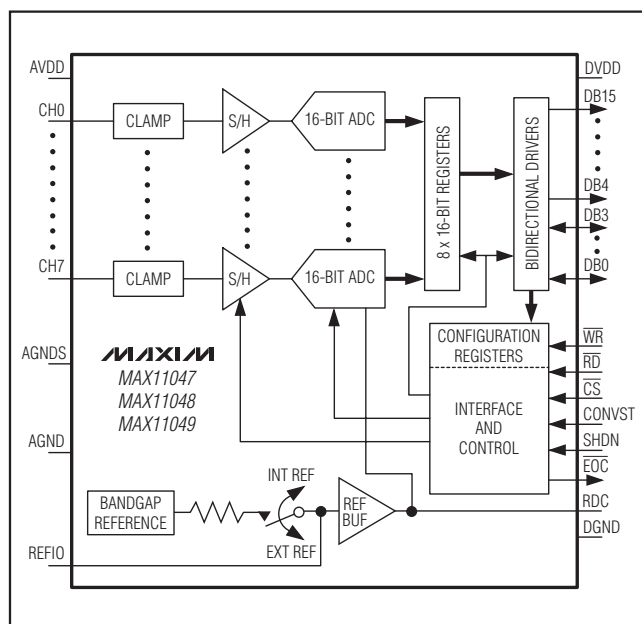 AVDD
DVDD
CH0
CLAMP
S/H
16-BIT ADC
8 x 16-BIT REGISTERS
BIDIRECTIONAL DRIVERS
DB15
DB4
DB3
DB0
CH7
CLAMP
S/H
16-BIT ADC
AGNDS
MAXIM
MAX11047
MAX11048
MAX11049
AGND
CONFIGURATION
REGISTERS
INTERFACE
AND
CONTROL
WR
RD
CS
CONVST
SHDN
EOC
RDC
DGND
BANDGAP
REFERENCE
INT REF
EXT REF
REF
BUF
REFIO